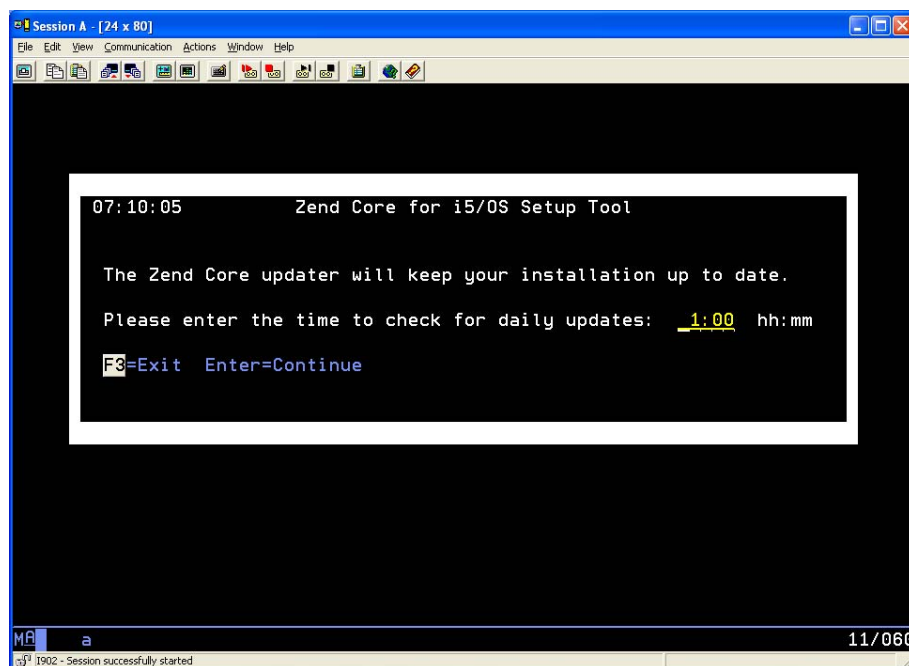 Session A - [24 x 80]
File Edit View Communication Actions Window Help
07:10:05 Zend Core for i5/OS Setup Tool
The Zend Core updater will keep your installation up to date.
Please enter the time to check for daily updates: _1:00 hh:mm
F3=Exit Enter=Continue
MA a 11/060
I902 - Session successfully started